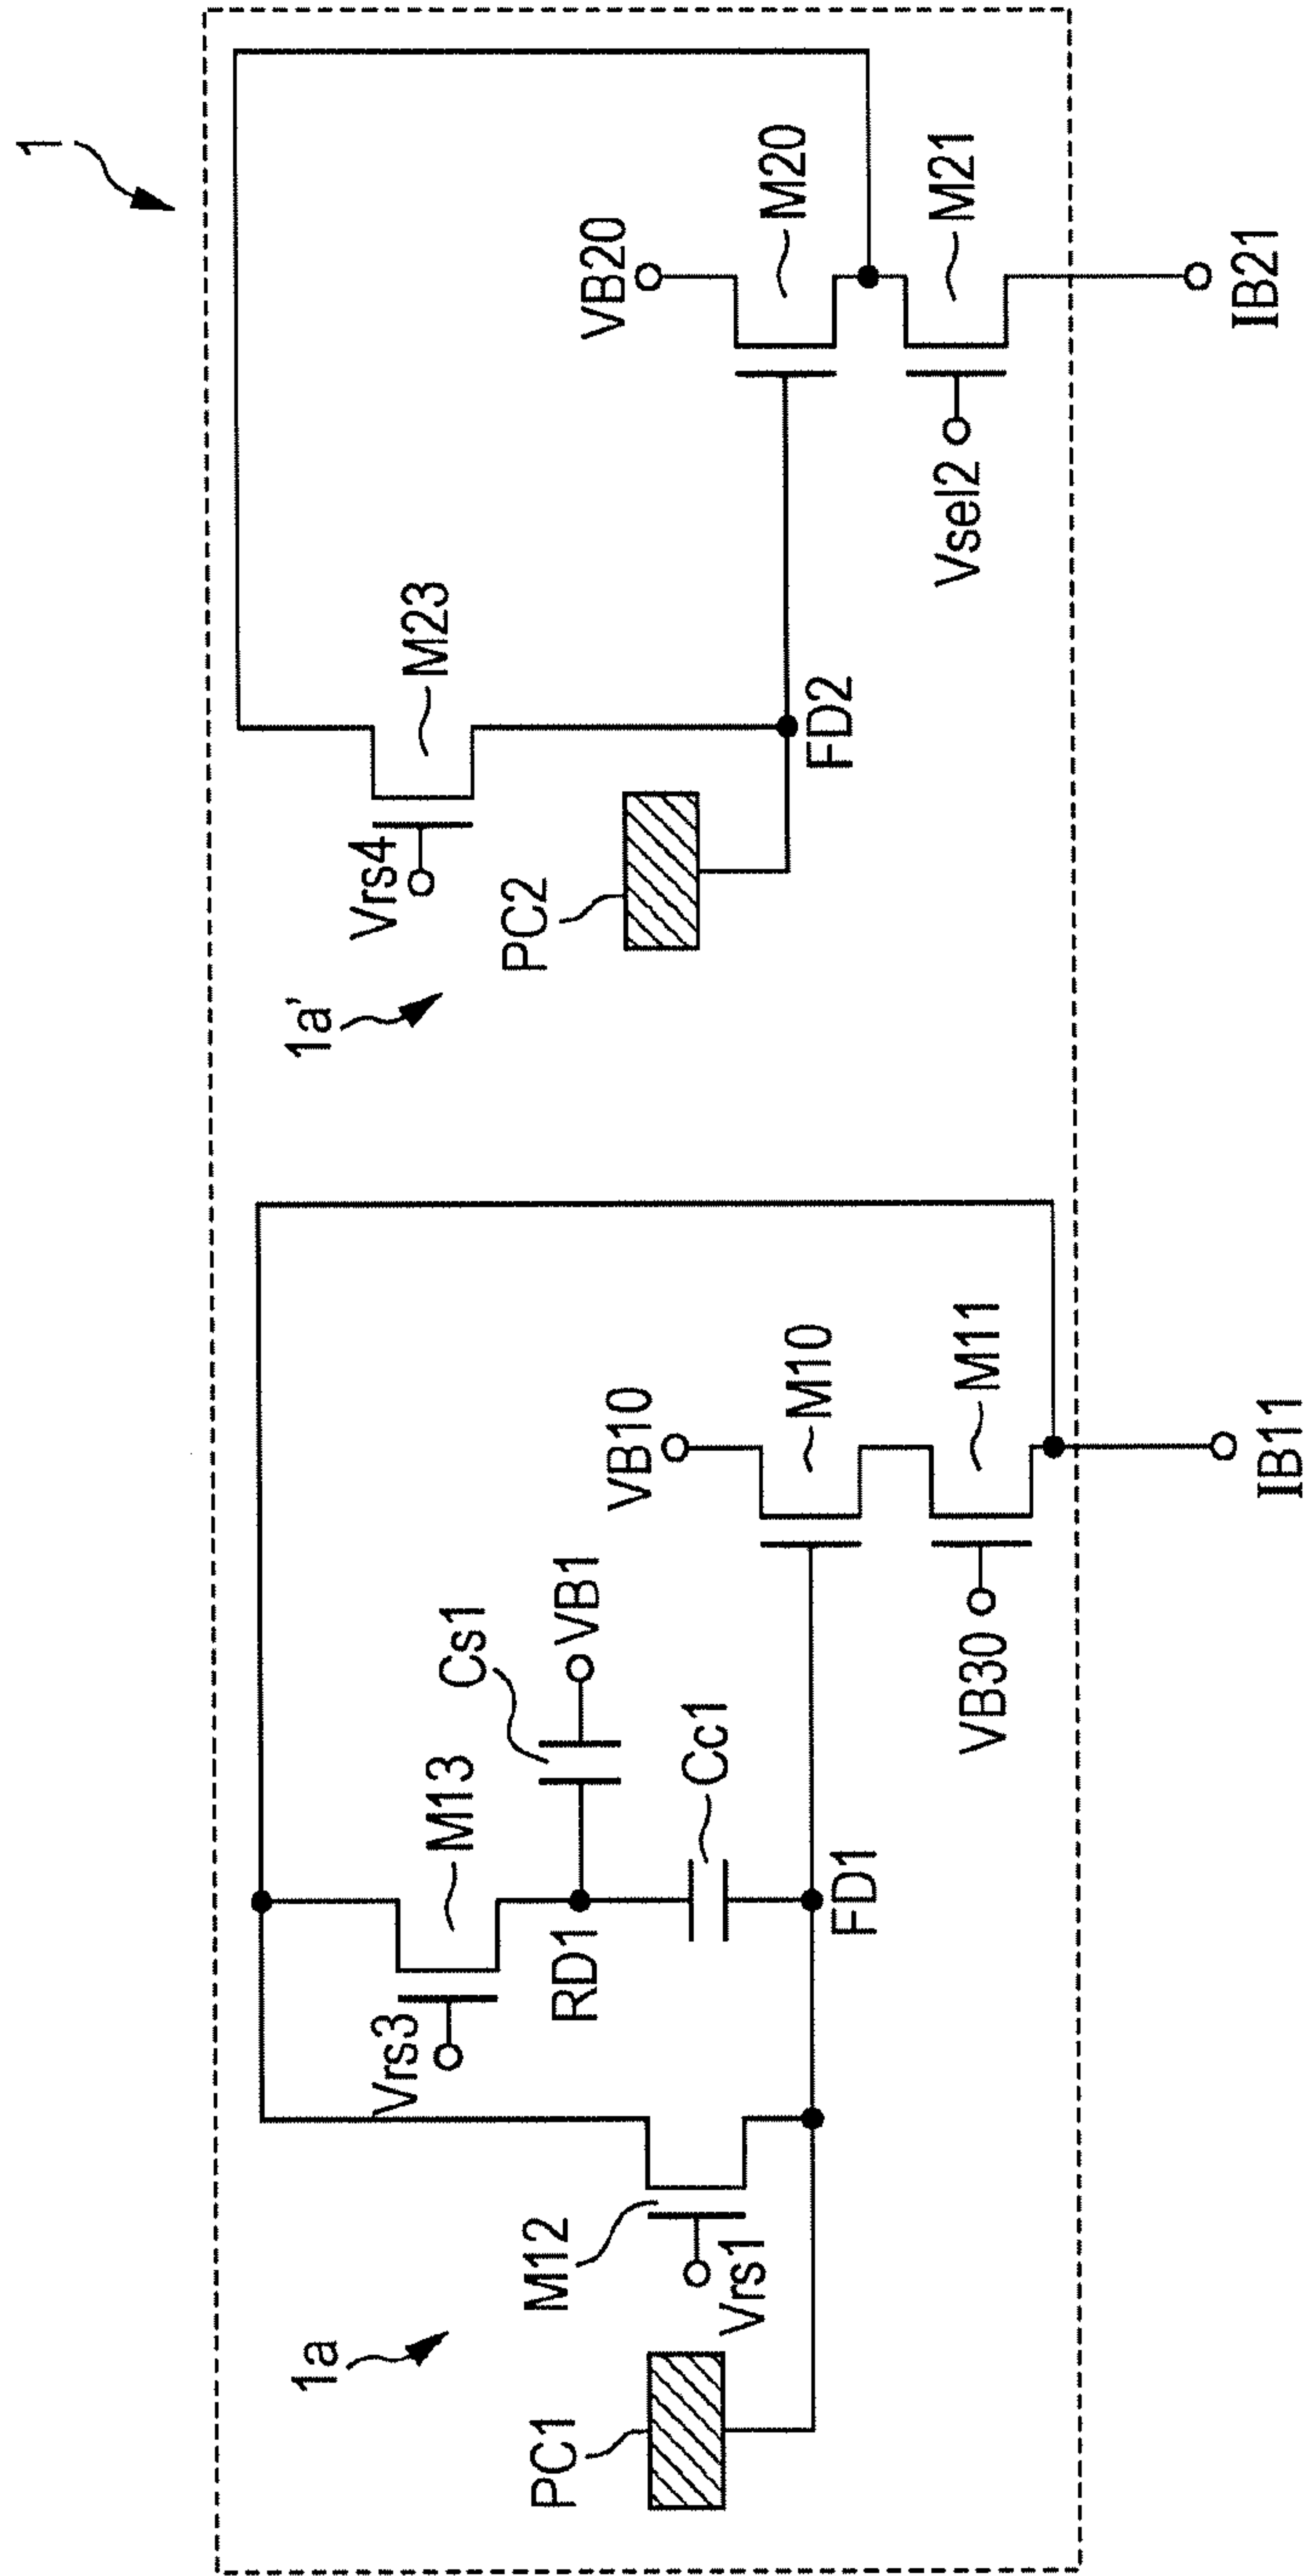 1
1a
PC1
M12
Vrs1
Vrs3
M13
RD1
Cs1
VB1
Cc1
FD1
VB10
M10
M11
VB30
IB11
1a'
PC2
Vrs4
M23
FD2
VB20
M20
M21
Vsel2
IB21